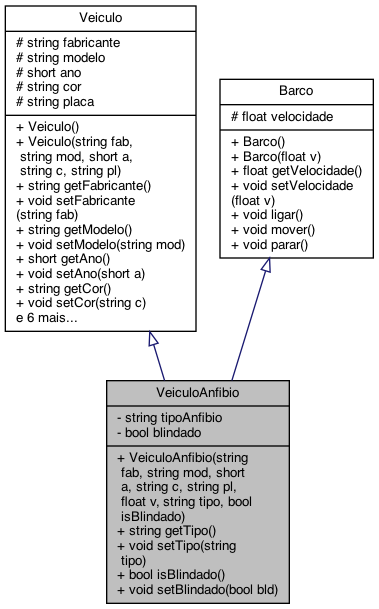 Veiculo
# string fabricante
# string modelo
# short ano
# string cor
# string placa
+ Veiculo()
+ Veiculo(string fab,
string mod, short a,
string c, string pl)
+ string getFabricante()
+ void setFabricante
(string fab)
+ string getModelo()
+ void setModelo(string mod)
+ short getAno()
+ void setAno(short a)
+ string getCor()
+ void setCor(string c)
e 6 mais...
Barco
# float velocidade
+ Barco()
+ Barco(float v)
+ float getVelocidade()
+ void setVelocidade
(float v)
+ void ligar()
+ void mover()
+ void parar()
VeiculoAnfibio
- string tipoAnfibio
- bool blindado
+ VeiculoAnfibio(string
fab, string mod, short
a, string c, string pl,
float v, string tipo, bool
isBlindado)
+ string getTipo()
+ void setTipo(string
tipo)
+ bool isBlindado()
+ void setBlindado(bool bld)